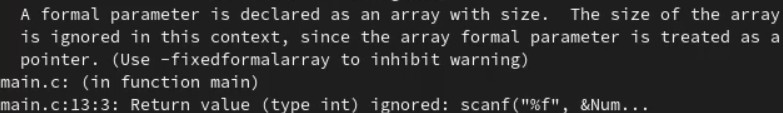 A formal parameter is declared as an array with size.  The size of the array
is ignored in this context, since the array formal parameter is treated as a
pointer. (Use -fixedformalarray to inhibit warning)
main.c: (in function main)
main.c:13:3: Return value (type int) ignored: scanf("%f", &Num...